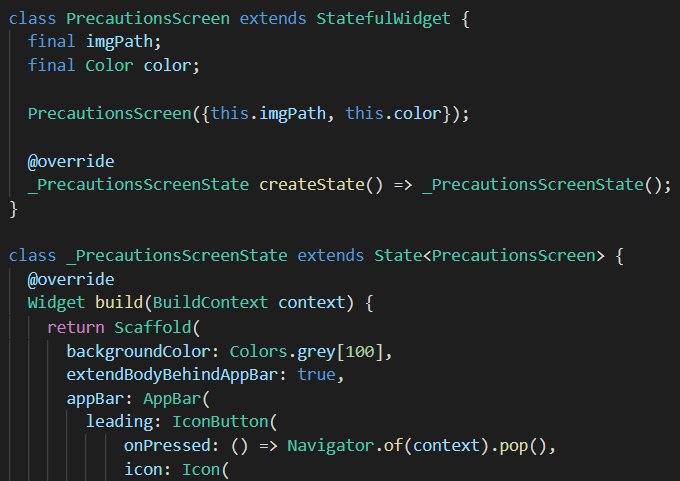 class PrecautionsScreen extends StatefulWidget {
  final imgPath;
  final Color color;

  PrecautionsScreen({this.imgPath, this.color});

  @override
  _PrecautionsScreenState createState() => _PrecautionsScreenState();
}

class _PrecautionsScreenState extends State<PrecautionsScreen> {
  @override
  Widget build(BuildContext context) {
    return Scaffold(
      backgroundColor: Colors.grey[100],
      extendBodyBehindAppBar: true,
      appBar: AppBar(
        leading: IconButton(
            onPressed: () => Navigator.of(context).pop(),
            icon: Icon(